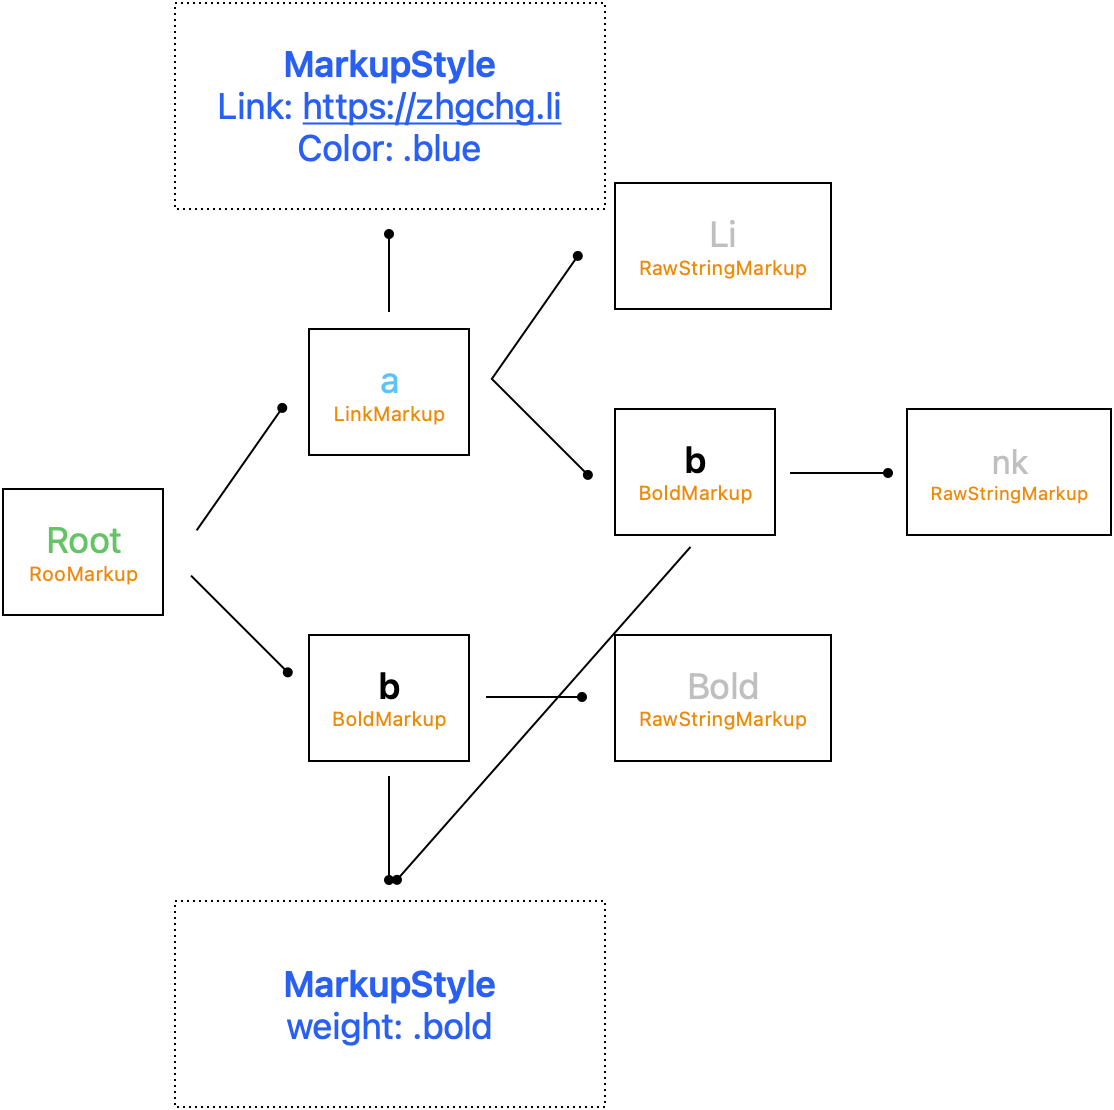 MarkupStyle
Link: https://zhgchg.li
Color: .blue
Li
RawStringMarkup
a
LinkMarkup
b
BoldMarkup
nk
RawStringMarkup
Root
RooMarkup
b
BoldMarkup
Bold
RawStringMarkup
MarkupStyle
weight: .bold